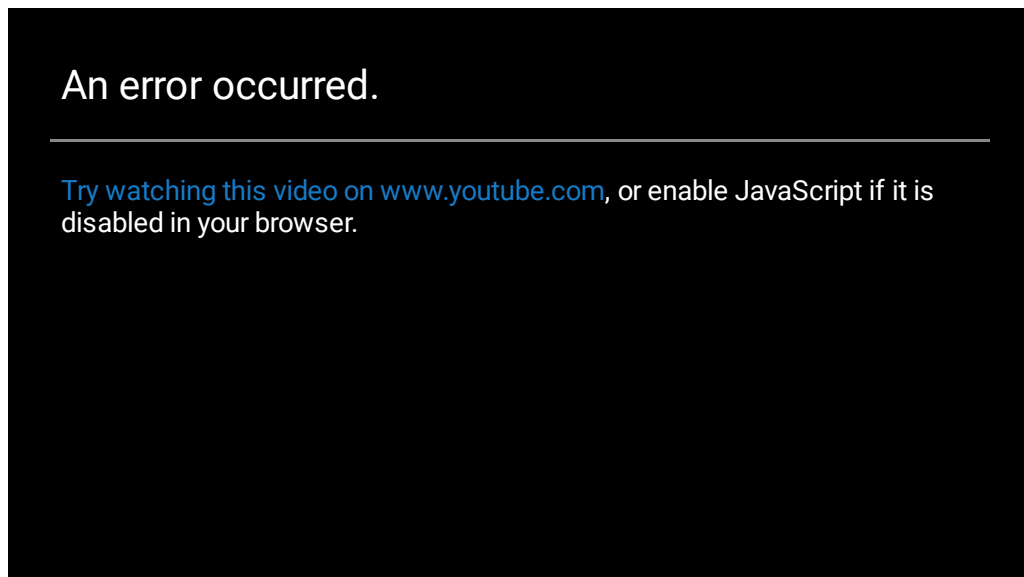 An error occurred.
Try watching this video on www.youtube.com, or enable JavaScript if it is
disabled in your browser.